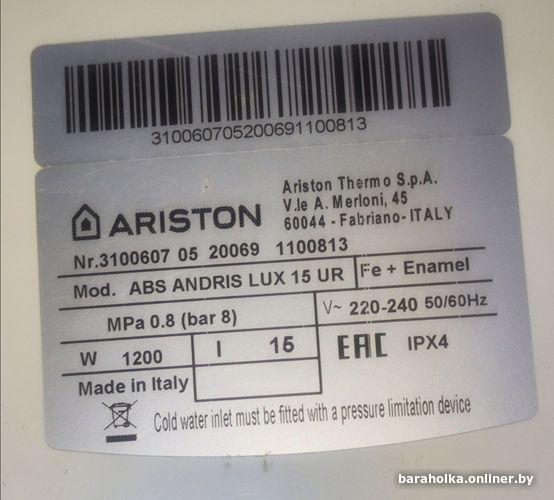 310060705200691100813
ARISTON
Ariston Thermo S.p.A.
V.le A. Merloni, 45
60044 - Fabriano- ITALY
Nr.3100607 05 20069 1100813
Mod. ABS ANDRIS LUX 15 UR Fe + Enamel
MPa 0.8 (bar 8) V~ 220-240 50/60Hz
W 1200 l 15 EAC IPX4
Made in Italy
Cold water inlet must be fitted with a pressure limitation device
baraholka.onliner.by